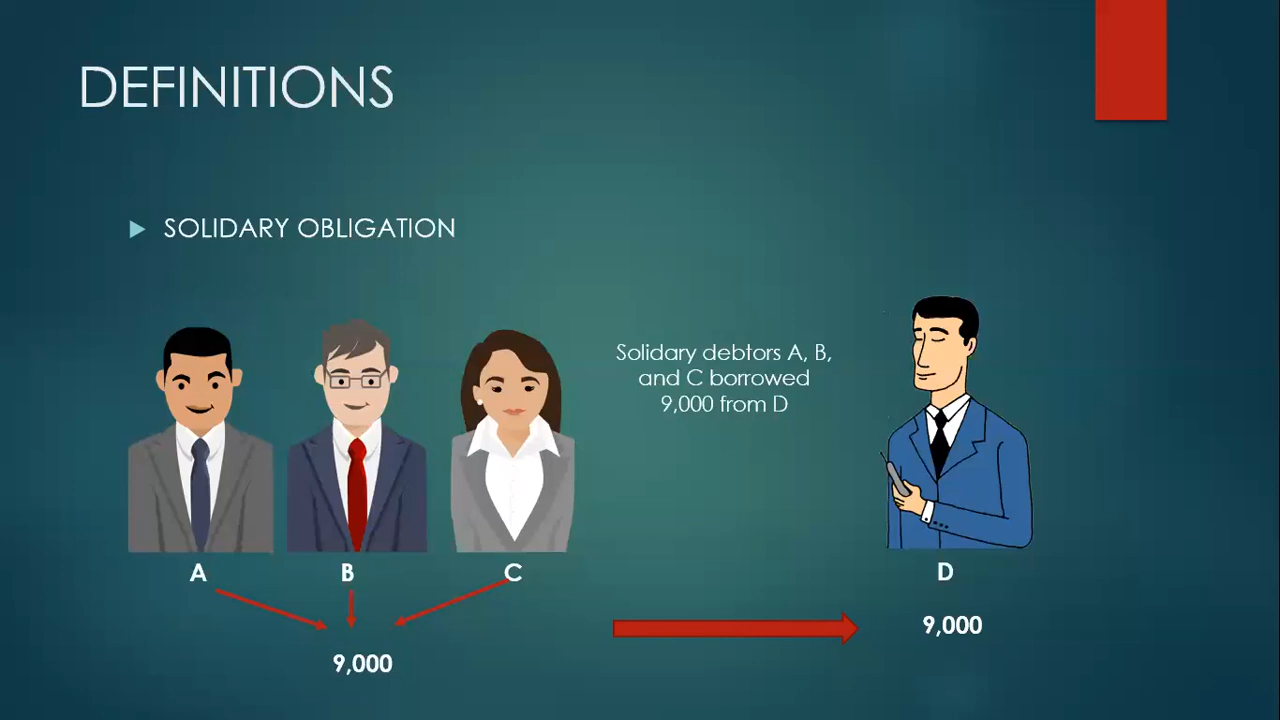 DEFINITIONS
SOLIDARY OBLIGATION
Solidary debtors A, B,
and C borrowed
9,000 from D
A B C D
9,000
9,000